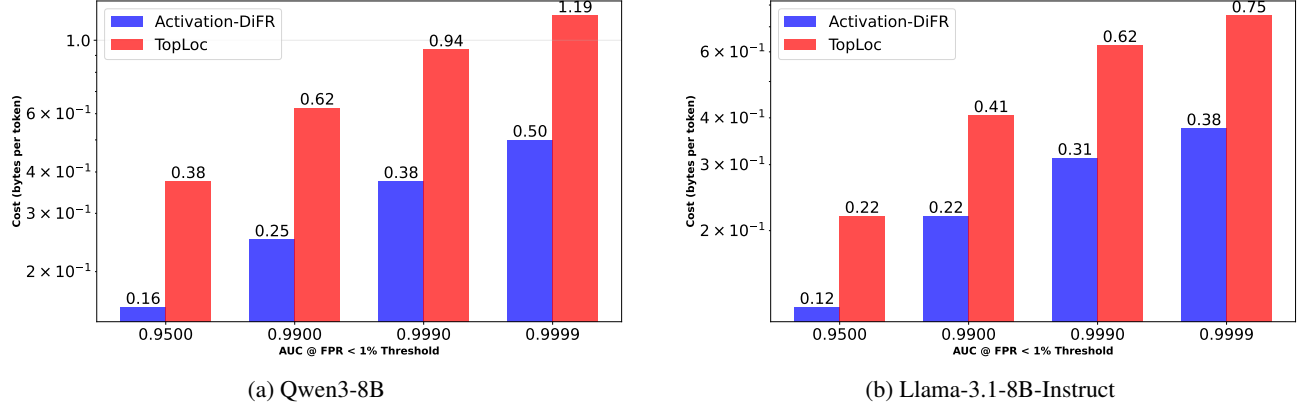 Activation-DiFR
TopLoc
Cost (bytes per token)
1.0
6 × 10⁻¹
4 × 10⁻¹
3 × 10⁻¹
2 × 10⁻¹
0.16
0.38
0.25
0.62
0.38
0.94
0.50
1.19
0.9500
0.9900
0.9990
0.9999
AUC @ FPR < 1% Threshold
(a) Qwen3-8B
Activation-DiFR
TopLoc
Cost (bytes per token)
6 × 10⁻¹
4 × 10⁻¹
3 × 10⁻¹
2 × 10⁻¹
0.12
0.22
0.22
0.41
0.31
0.62
0.38
0.75
0.9500
0.9900
0.9990
0.9999
AUC @ FPR < 1% Threshold
(b) Llama-3.1-8B-Instruct